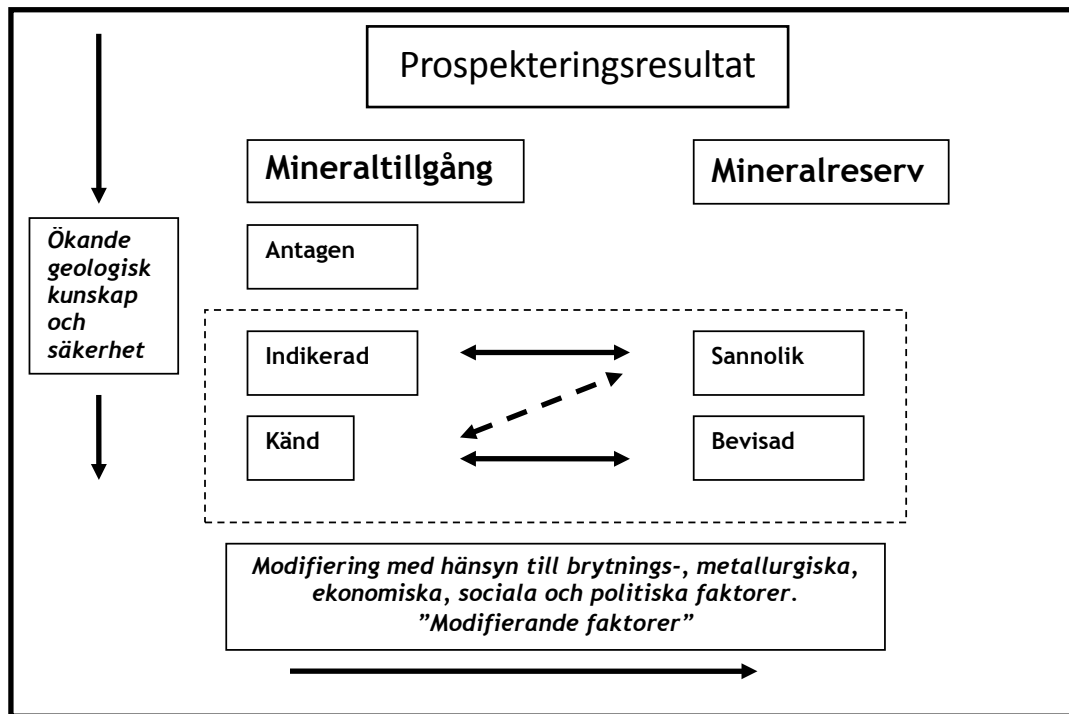 Prospekteringsresultat
Mineraltillgång
Mineralreserv
Ökande
geologisk
kunskap
och
säkerhet
Antagen
Indikerad
Sannolik
Känd
Bevisad
Modifiering med hänsyn till brytnings-, metallurgiska,
ekonomiska, sociala och politiska faktorer.
”Modifierande faktorer”